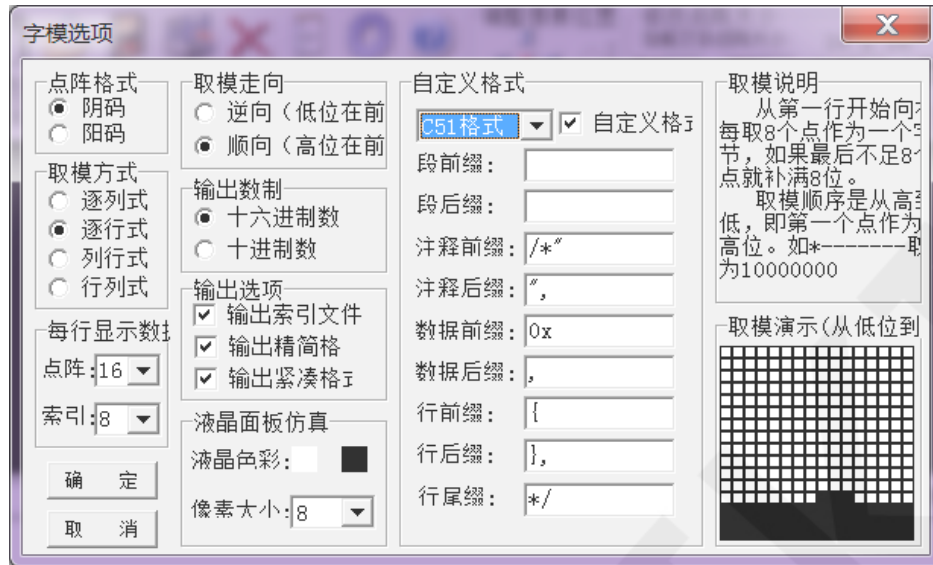 字模选项
X
点阵格式
阴码
阳码
取模方式
逐列式
逐行式
列行式
行列式
每行显示数据
点阵:16
索引:8
确 定
取 消
取模走向
逆向(低位在前
顺向(高位在前
输出数制
十六进制数
十进制数
输出选项
输出索引文件
输出精简格
输出紧凑格式
液晶面板仿真
液晶色彩:
像素大小:8
自定义格式
C51格式
自定义格式
段前缀:
段后缀:
注释前缀:/*"
注释后缀:",
数据前缀:0x
数据后缀:,
行前缀:{
行后缀:},
行尾缀:*/
取模说明
从第一行开始向右
每取8个点作为一个字
节,如果最后不足8个
点就补满8位。
取模顺序是从高到
低,即第一个点作为
高位。如*-------取
为10000000
取模演示(从低位到